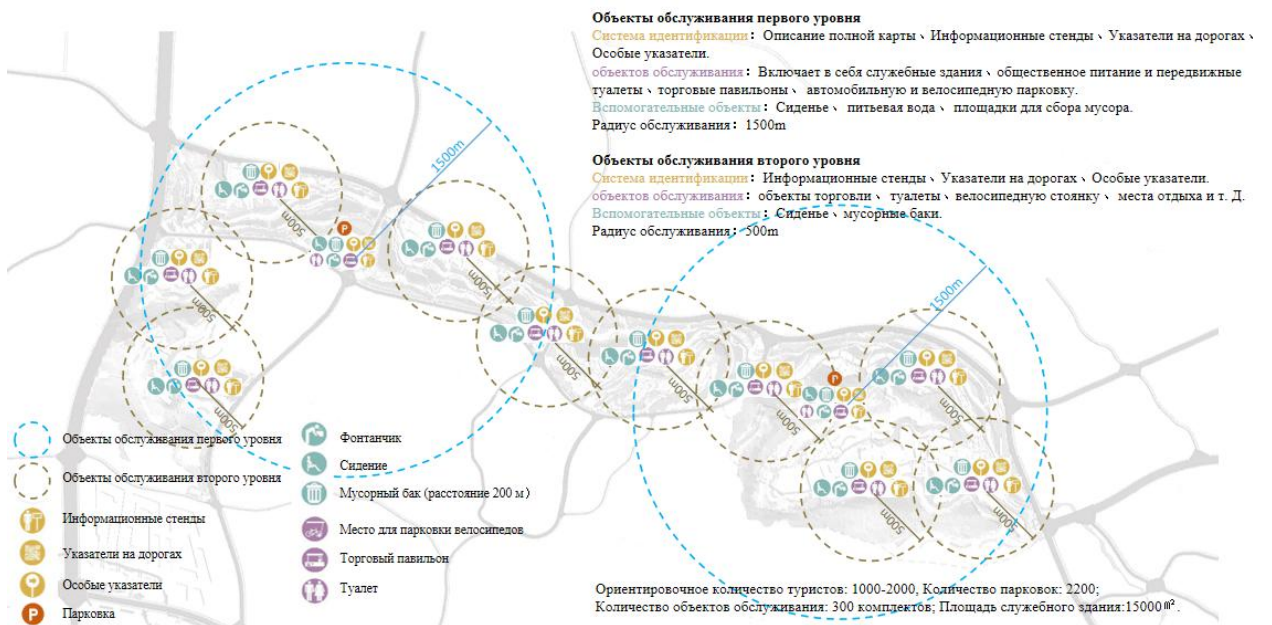 Объекты обслуживания первого уровня
Система идентификации： Описание полной карты、Информационные стенды、Указатели на дорогах、
Особые указатели.
объектов обслуживания：Включает в себя служебные здания、общественное питание и передвижные
туалеты、торговые павильоны、автомобильную и велосипедную парковку.
Вспомогательные объекты：Сиденье、питьевая вода、площадки для сбора мусора.
Радиус обслуживания：1500m
Объекты обслуживания второго уровня
Система идентификации：Информационные стенды、Указатели на дорогах、Особые указатели.
объектов обслуживания：объекты торговли、туалеты、велосипедную стоянку、места отдыха и т. Д.
Вспомогательные объекты：Сиденье、мусорные баки.
Радиус обслуживания：500m
1500m
500m
P
1500m
500m
500m
500m
500m
500m
1500m
P
500m
500m
500m
500m
Объекты обслуживания первого уровня
Объекты обслуживания второго уровня
Информационные стенды
Указатели на дорогах
Особые указатели
P
Парковка
Фонтанчик
Сидение
Мусорный бак (расстояние 200 м)
Место для парковки велосипедов
Торговый павильон
Туалет
Ориентировочное количество туристов: 1000-2000, Количество парковок: 2200;
Количество объектов обслуживания: 300 комплектов; Площадь служебного здания:15000㎡.